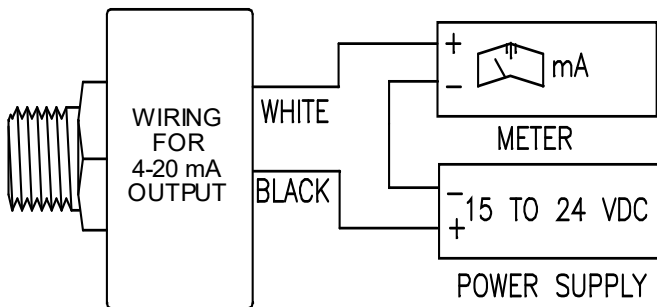 WIRING
FOR
4-20 mA
OUTPUT
WHITE
BLACK
+
−
mA
METER
−
+
15 TO 24 VDC
POWER SUPPLY